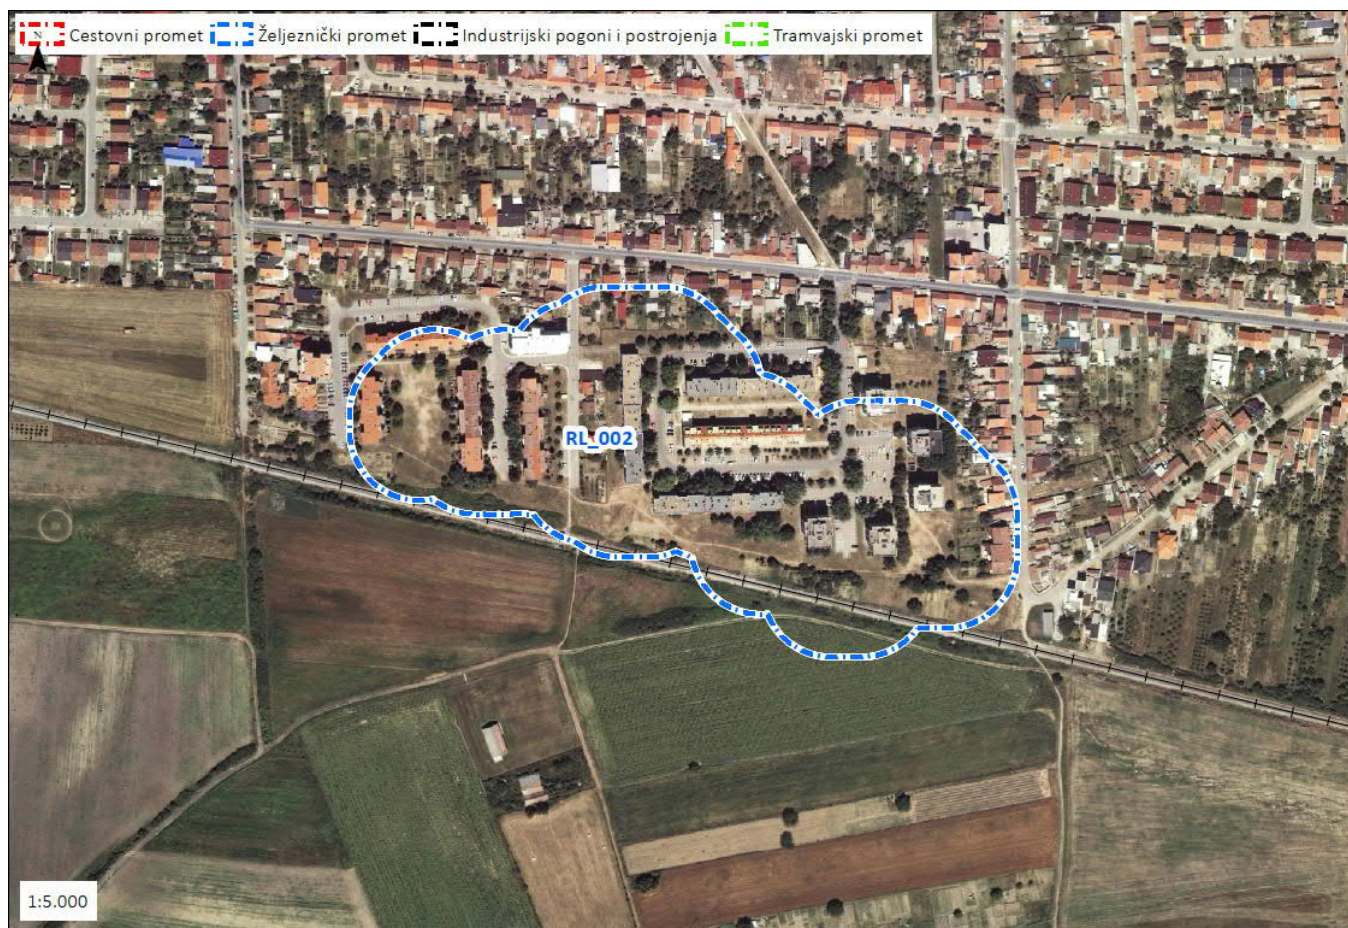 N
Cestovni promet Željeznički promet Industrijski pogoni i postrojenja Tramvajski promet
RL_002
1:5.000